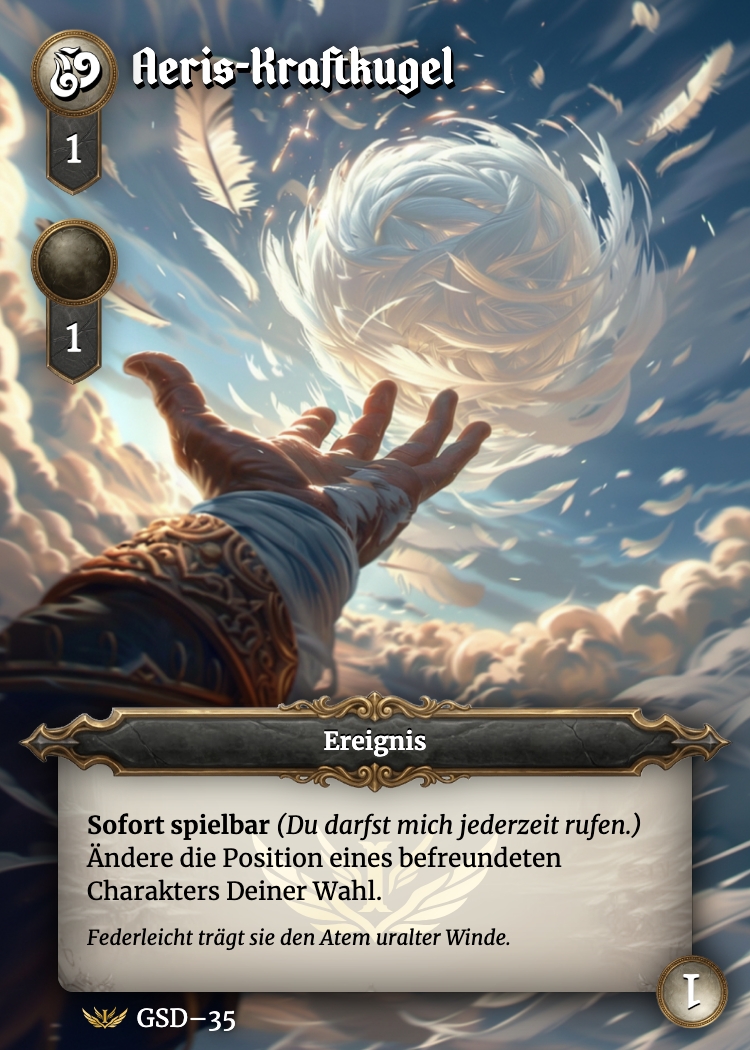 Aeris-Kraftkugel
1
1
Ereignis
Sofort spielbar (Du darfst mich jederzeit rufen.)
Ändere die Position eines befreundeten
Charakters Deiner Wahl.
Federleicht trägt sie den Atem uralter Winde.
1
GSD–35